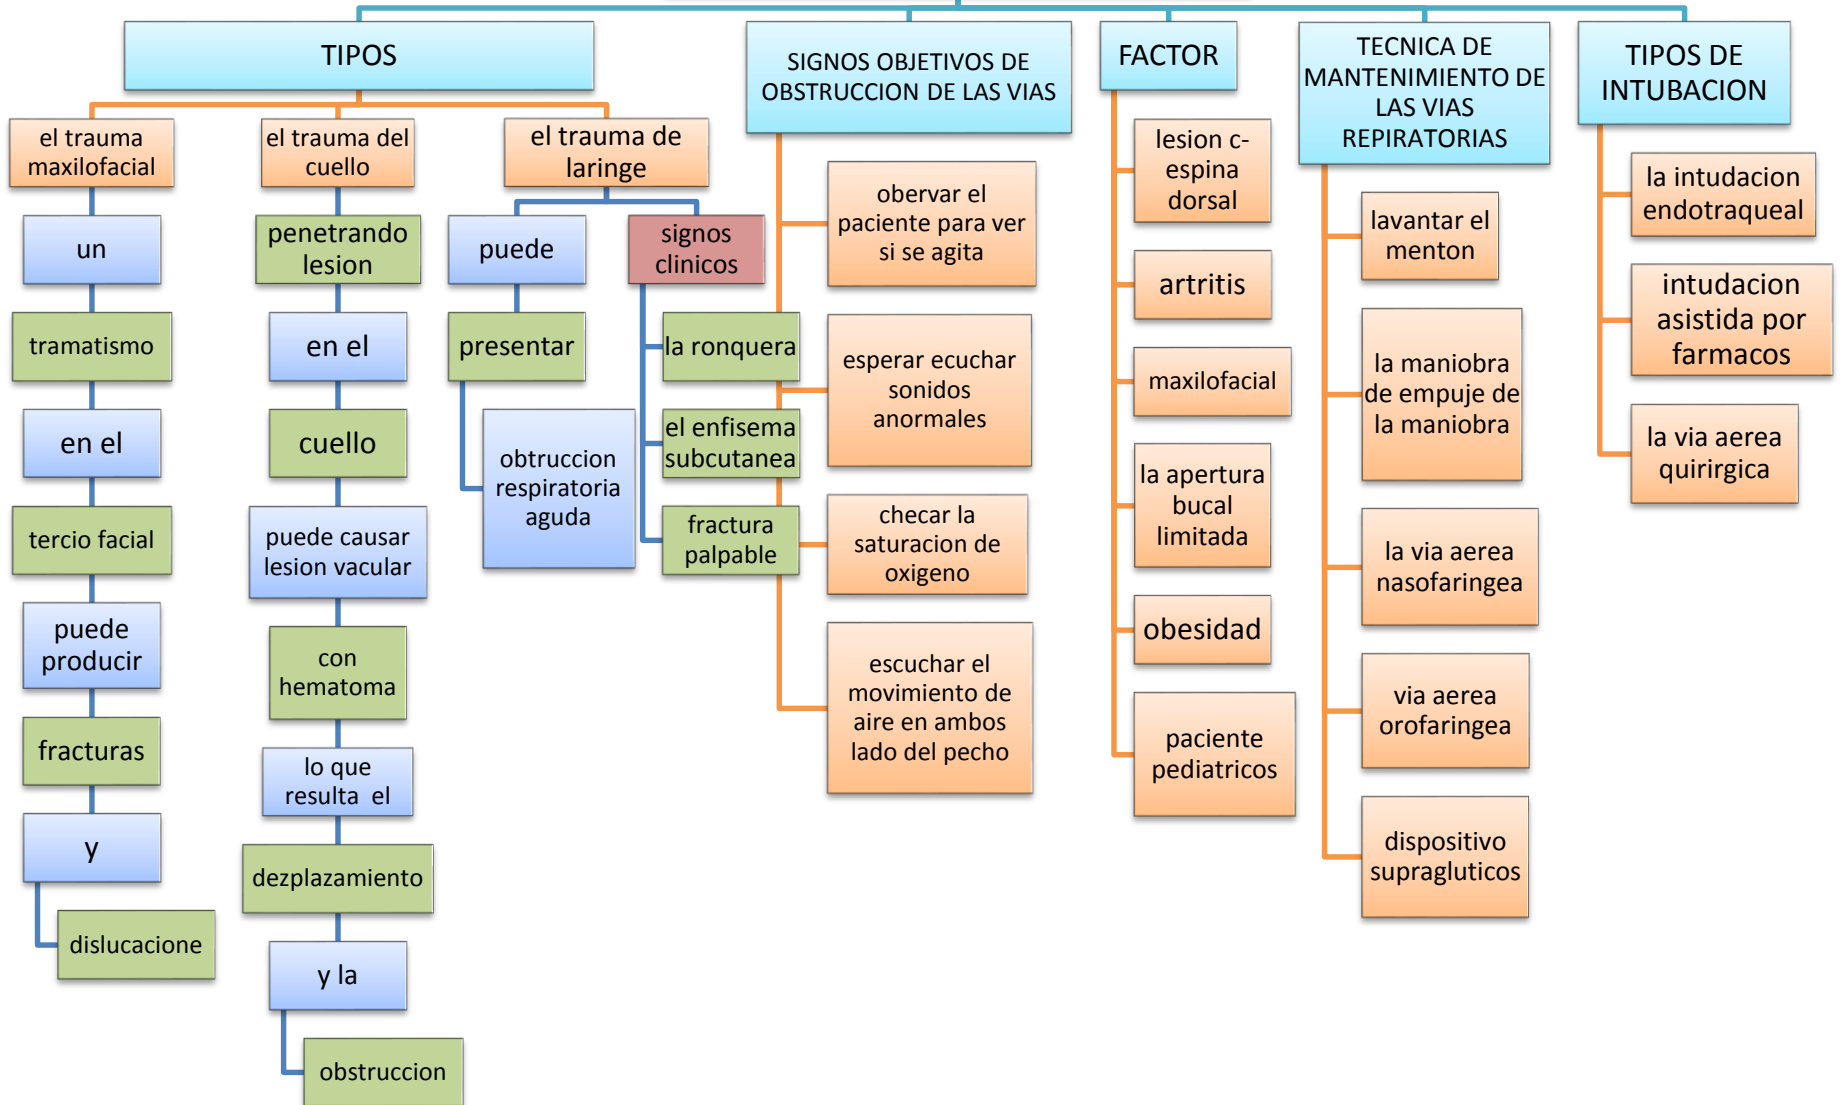 TIPOS
el trauma
maxilofacial
un
tramatismo
en el
tercio facial
puede
producir
fracturas
y
dislucacione
el trauma del
cuello
penetrando
lesion
en el
cuello
puede causar
lesion vacular
con
hematoma
lo que
resulta el
dezplazamiento
y la
obstruccion
el trauma de
laringe
puede
presentar
obtruccion
respiratoria
aguda
signos
clinicos
la ronquera
el enfisema
subcutanea
fractura
palpable
SIGNOS OBJETIVOS DE
OBSTRUCCION DE LAS VIAS
obervar el
paciente para ver
si se agita
esperar ecuchar
sonidos
anormales
checar la
saturacion de
oxigeno
escuchar el
movimiento de
aire en ambos
lado del pecho
FACTOR
lesion c-
espina
dorsal
artritis
maxilofacial
la apertura
bucal
limitada
obesidad
paciente
pediatricos
TECNICA DE
MANTENIMIENTO DE
LAS VIAS
REPIRATORIAS
lavantar el
menton
la maniobra
de empuje de
la maniobra
la via aerea
nasofaringea
via aerea
orofaringea
dispositivo
supragluticos
TIPOS DE
INTUBACION
la intudacion
endotraqueal
intudacion
asistida por
farmacos
la via aerea
quirirgica